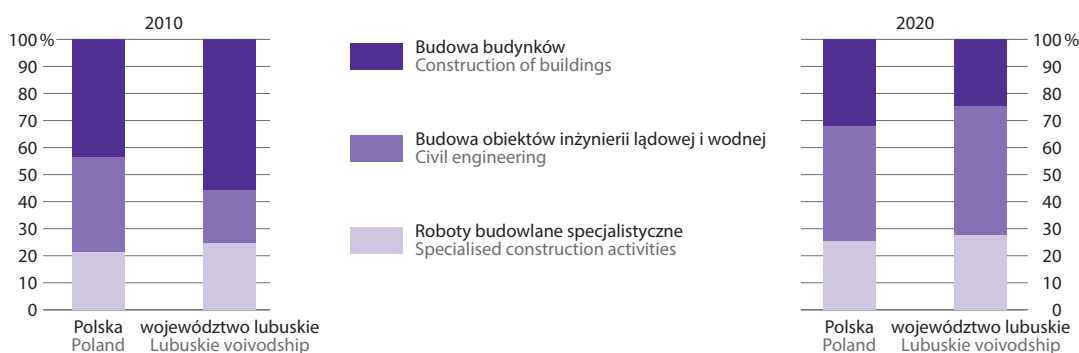 2010
100 %
90
80
70
60
50
40
30
20
10
0
Polska
Poland
województwo lubuskie
Lubuskie voivodship
Budowa budynków
Construction of buildings
Budowa obiektów inżynierii lądowej i wodnej
Civil engineering
Roboty budowlane specjalistyczne
Specialised construction activities
2020
100 %
90
80
70
60
50
40
30
20
10
0
Polska
Poland
województwo lubuskie
Lubuskie voivodship